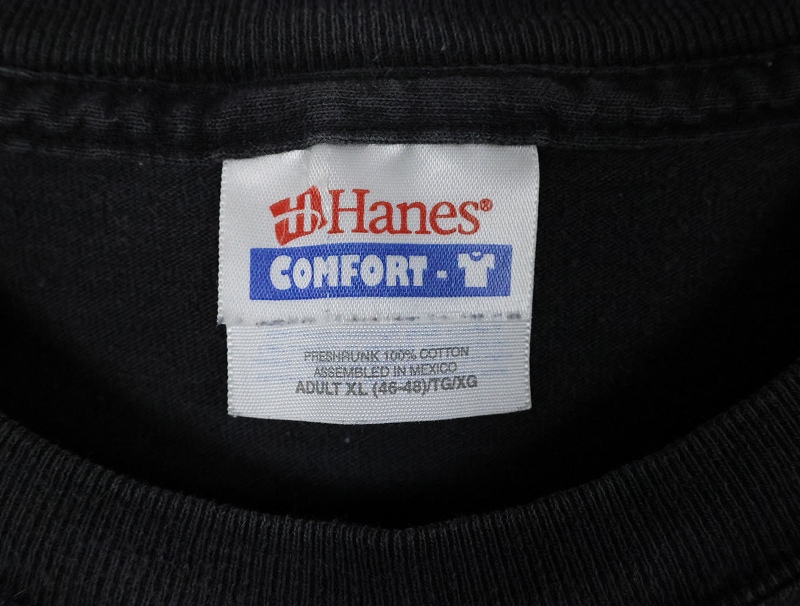 Hanes®
COMFORT -
PRESHRUNK 100% COTTON
ASSEMBLED IN MEXICO
ADULT XL (46-48)/TG/XG